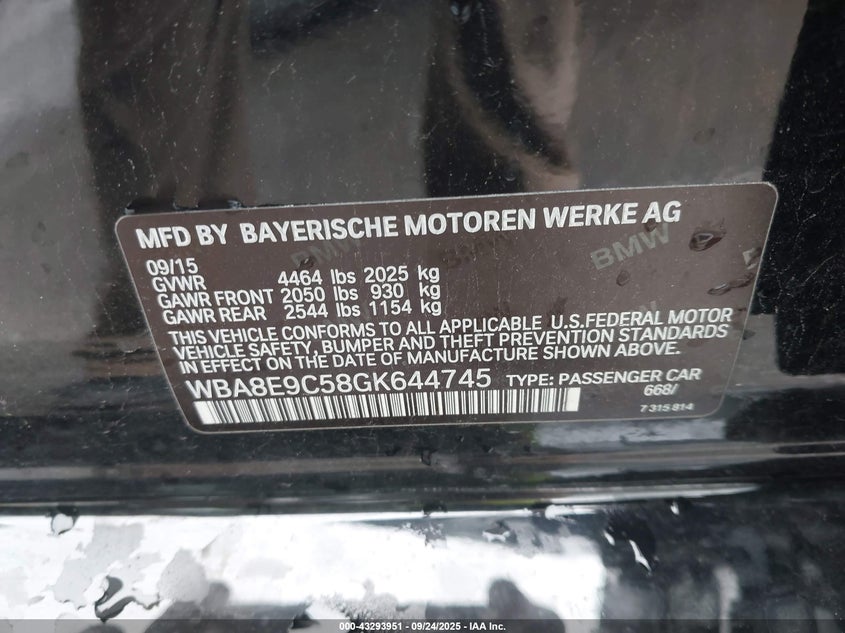 MFD BY BAYERISCHE MOTOREN WERKE AG
09/15
GVWR 4464 lbs 2025 kg
GAWR FRONT 2050 lbs 930 kg
GAWR REAR 2544 lbs 1154 kg
THIS VEHICLE CONFORMS TO ALL APPLICABLE U.S.FEDERAL MOTOR
VEHICLE SAFETY, BUMPER AND THEFT PREVENTION STANDARDS
IN EFFECT ON THE DATE OF MANUFACTURE SHOWN ABOVE.
WBA8E9C58GK644745 TYPE: PASSENGER CAR
668/
7 315 814
BMW
BMW
BMW
000-43293951 - 09/24/2025 - IAA Inc.